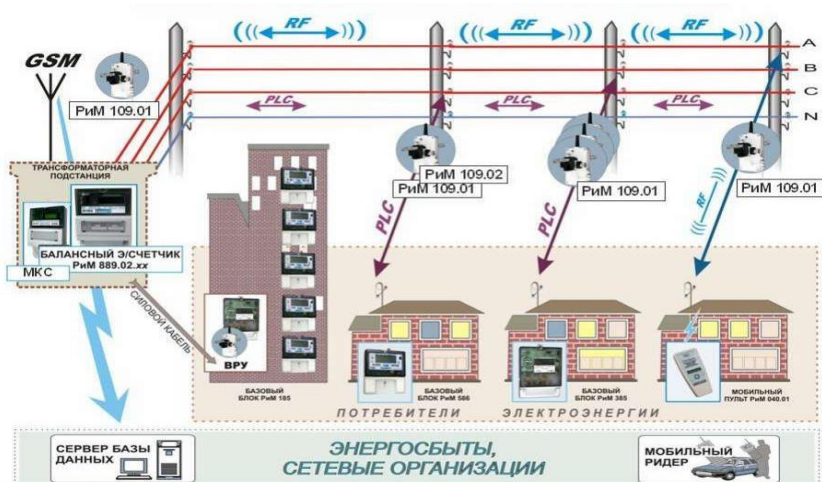 RF
RF
RF
A
B
C
N
GSM
РиМ 109.01
PLC
PLC
PLC
ТРАНСФОРМАТОРНАЯ
ПОДСТАНЦИЯ
БАЛАНСНЫЙ Э/СЧЕТЧИК
РиМ 889.02.xx
МКС
СИЛОВОЙ КАБЕЛЬ
РиМ 109.02
РиМ 109.01
РиМ 109.01
РиМ 109.01
PLC
PLC
RF
ВРУ
БАЗОВЫЙ
БЛОК РиМ 185
БАЗОВЫЙ
БЛОК РиМ 586
БАЗОВЫЙ
БЛОК РиМ 385
МОБИЛЬНЫЙ
ПУЛЬТ РиМ 040.01
ПОТРЕБИТЕЛИ ЭЛЕКТРОЭНЕРГИИ
СЕРВЕР БАЗЫ
ДАННЫХ
ЭНЕРГОСБЫТЫ,
СЕТЕВЫЕ ОРГАНИЗАЦИИ
МОБИЛЬНЫЙ
РИДЕР